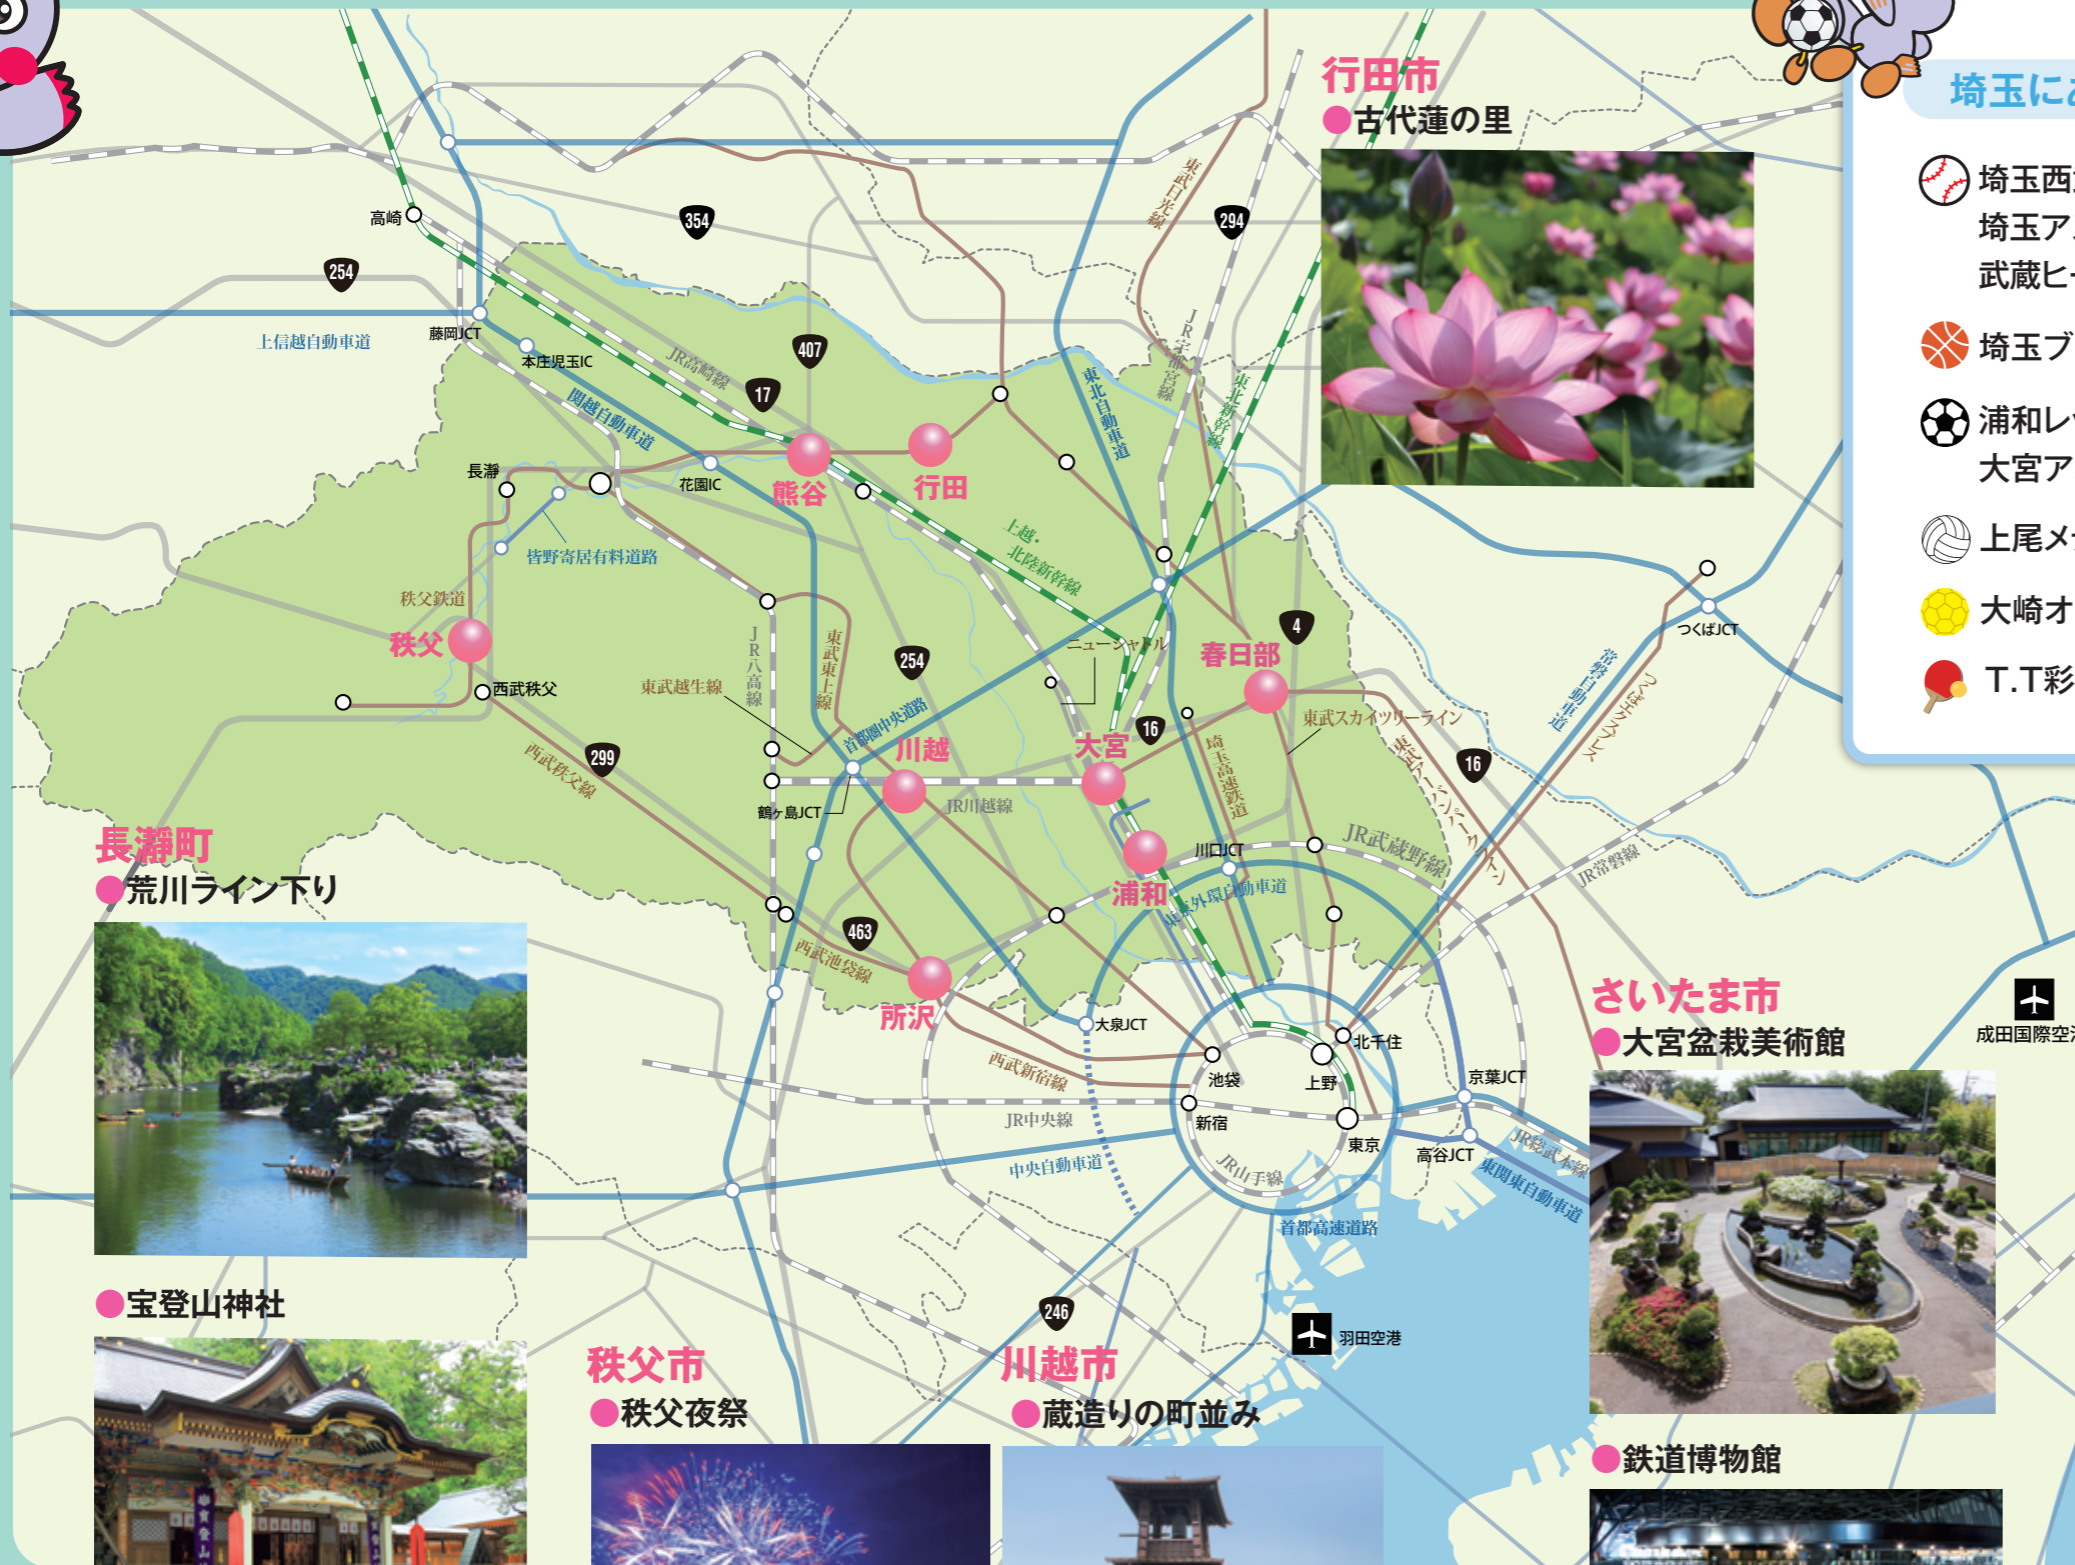 行田市
●古代蓮の里
埼玉に
埼玉西
埼玉ア
武蔵ヒー
埼玉ブ
浦和レ
大宮ア
上尾メ
大崎オ
T.T彩
高崎
354
294
254
東武日光線
上信越自動車道
藤岡JCT
本庄児玉IC
JR高崎線
407
17
JR宇都宮線
東北新幹線
東北自動車道
関越自動車道
長瀞
花園IC
熊谷
行田
上越・
北陸新幹線
皆野寄居有料道路
秩父鉄道
秩父
西武秩父
JR八高線
東武東上線
254
ニューシャトル
春日部
4
つくばJCT
常磐自動車道
つくばエクスプレス
東武越生線
首都圏中央道路
川越
大宮
16
東武スカイツリーライン
埼玉高速鉄道
東武アーバンパークライン
16
西武秩父線
299
鶴ヶ島JCT
JR川越線
川口JCT
JR武蔵野線
JR常磐線
浦和
東京外環自動車道
463
西武池袋線
所沢
大泉JCT
西武新宿線
池袋
上野
北千住
京葉JCT
新宿
東京
高谷JCT
JR中央線
JR山手線
JR総武本線
中央自動車道
東関東自動車道
首都高速道路
246
羽田空港
成田国際空
長瀞町
●荒川ライン下り
●宝登山神社
寶登山
秩父市
●秩父夜祭
川越市
●蔵造りの町並み
さいたま市
●大宮盆栽美術館
●鉄道博物館